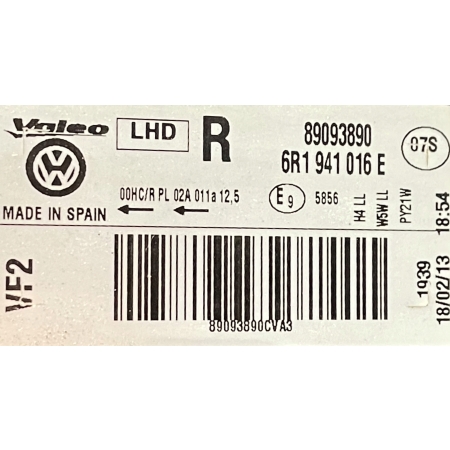 Valeo
LHD
R
89093890
6R1 941 016 E
07S
MADE IN SPAIN
00HC/R PL 02A 011a 12,5
E9
5856
H4 LL
W5W LL
PY21W
18:54
VF2
89093890CVA3
1939
18/02/13